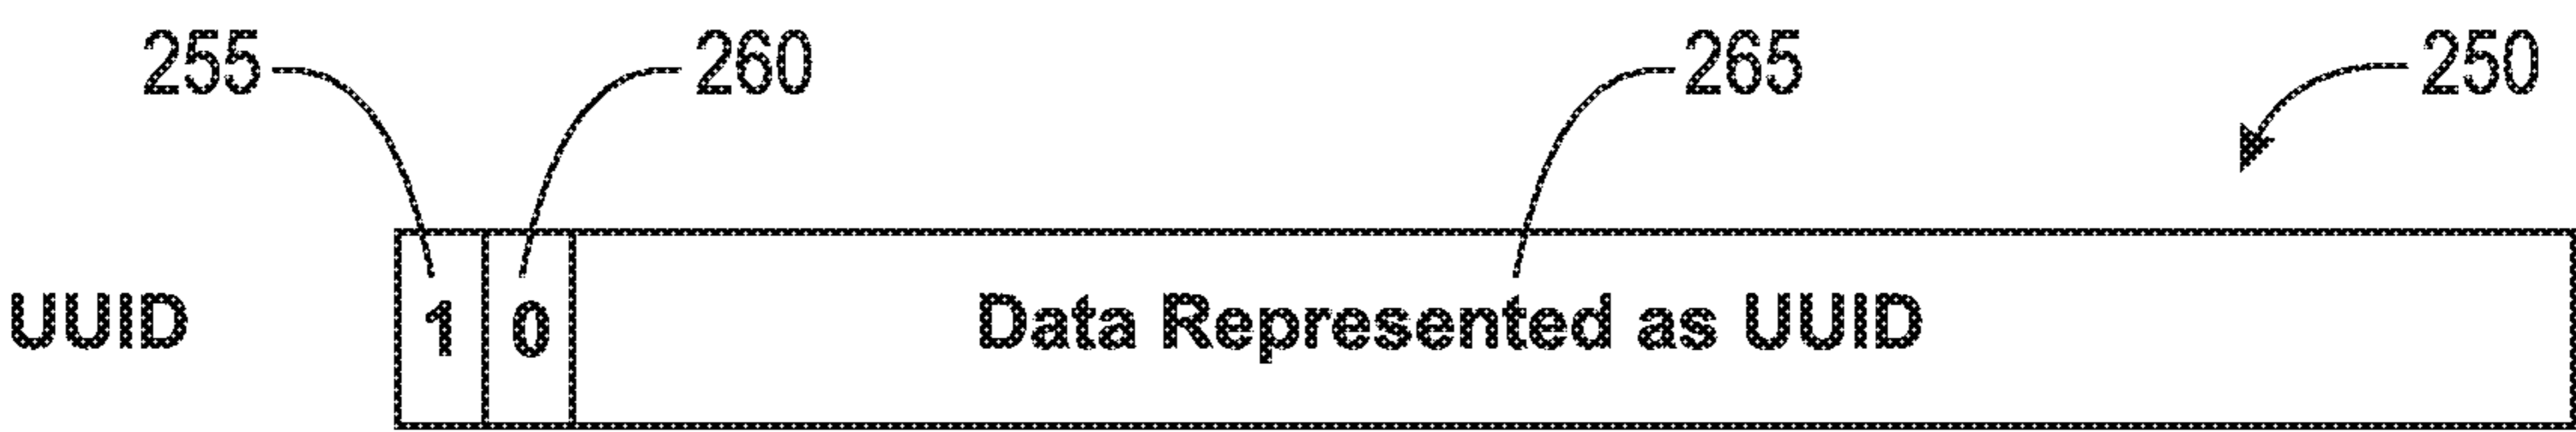 255 260 265 250
UUID 1 0 Data Represented as UUID